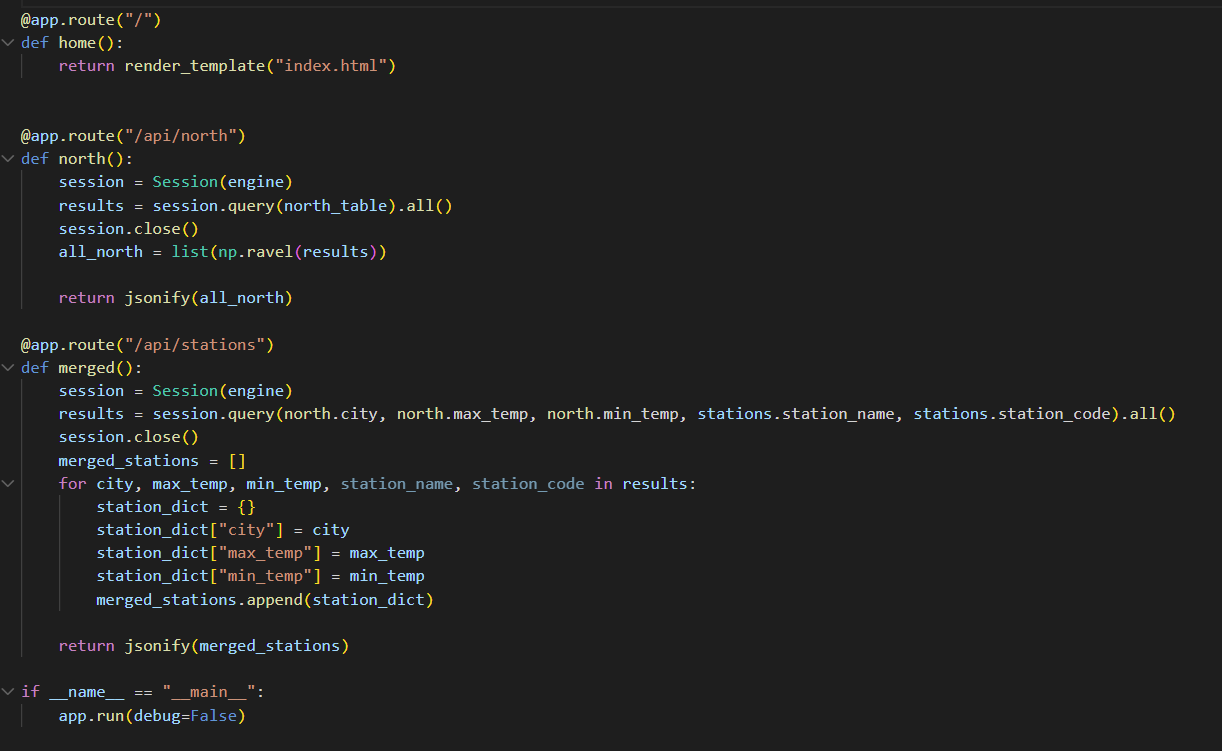 @app.route("/")
def home():
    return render_template("index.html")
@app.route("/api/north")
def north():
    session = Session(engine)
    results = session.query(north_table).all()
    session.close()
    all_north = list(np.ravel(results))
    return jsonify(all_north)
@app.route("/api/stations")
def merged():
    session = Session(engine)
    results = session.query(north.city, north.max_temp, north.min_temp, stations.station_name, stations.station_code).all()
    session.close()
    merged_stations = []
    for city, max_temp, min_temp, station_name, station_code in results:
        station_dict = {}
        station_dict["city"] = city
        station_dict["max_temp"] = max_temp
        station_dict["min_temp"] = min_temp
        merged_stations.append(station_dict)
    return jsonify(merged_stations)
if __name__ == "__main__":
    app.run(debug=False)